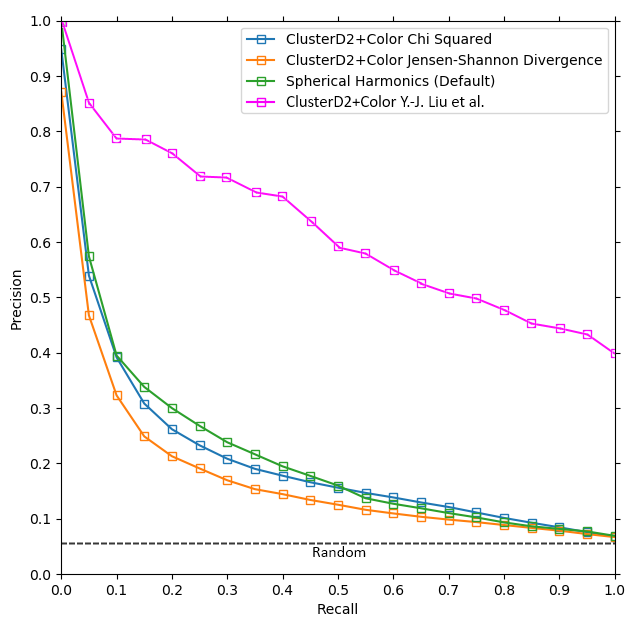 1.0
0.9
0.8
0.7
0.6
0.5
0.4
0.3
0.2
0.1
0.0
Precision
ClusterD2+Color Chi Squared
ClusterD2+Color Jensen-Shannon Divergence
Spherical Harmonics (Default)
ClusterD2+Color Y.-J. Liu et al.
Random
0.0 0.1 0.2 0.3 0.4 0.5 0.6 0.7 0.8 0.9 1.0
Recall